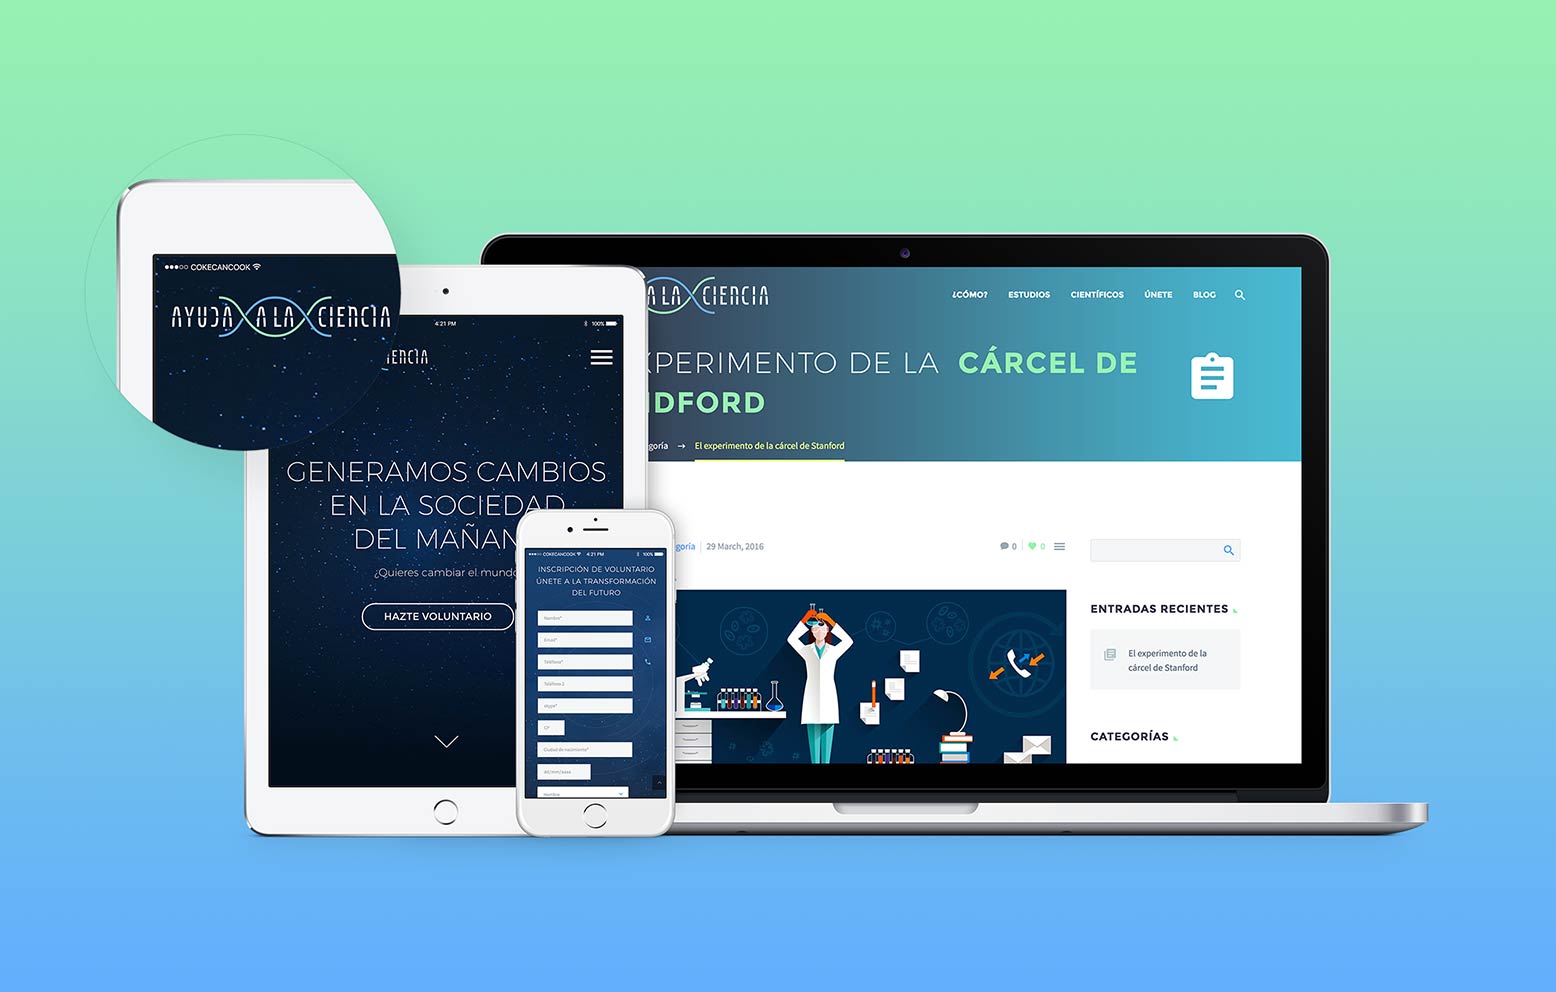 COKECANCOOK
AYUDA A LA CIENCIA
4:21 PM
100%
IENCIA
GENERAMOS CAMBIOS
EN LA SOCIEDAD
DEL MAÑAN
¿Quieres cambiar el mundo
HAZTE VOLUNTARIO
COKECANCOOK 4:21 PM 100%
INSCRIPCIÓN DE VOLUNTARIO
ÚNETE A LA TRANSFORMACIÓN
DEL FUTURO
Nombre*
Email*
Teléfono*
Teléfono 2
skype*
CI*
Ciudad de nacimiento*
dd/mm/aaaa
Hombre
A LA CIENCIA
¿CÓMO? ESTUDIOS CIENTÍFICOS ÚNETE BLOG
XPERIMENTO DE LA CÁRCEL DE
DFORD
goría → El experimento de la cárcel de Stanford
goría | 29 March, 2016
0 0
ENTRADAS RECIENTES
El experimento de la
cárcel de Stanford
CATEGORÍAS